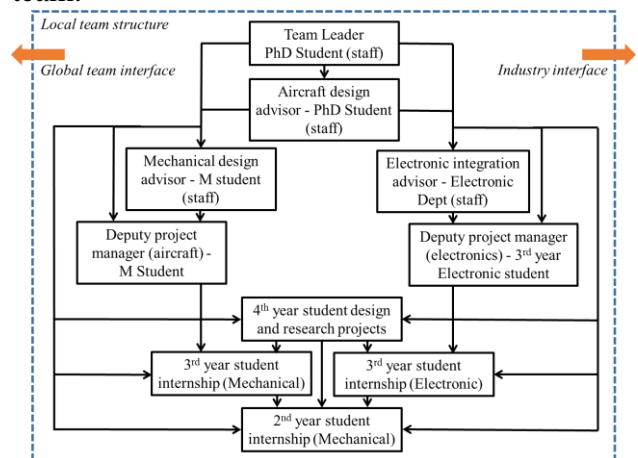 team.
Local team structure
Team Leader
PhD Student (staff)
Global team interface
Industry interface
Aircraft design
advisor - PhD Student
(staff)
Mechanical design
advisor - M student
(staff)
Electronic integration
advisor - Electronic
Dept (staff)
Deputy project
manager (aircraft) -
M Student
Deputy project manager
(electronics) - 3rd year
Electronic student
4th year student design
and research projects
3rd year student
internship (Mechanical)
3rd year student
internship (Electronic)
2nd year student
internship (Mechanical)